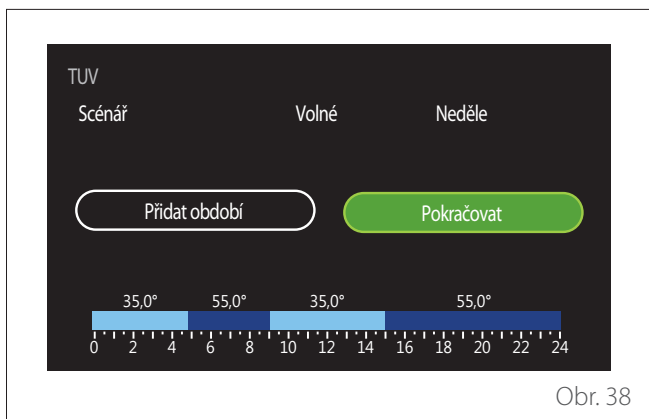 TUV
Scénář Volné Neděle
Přidat období Pokračovat
35,0° 55,0° 35,0° 55,0°
0 2 4 6 8 10 12 14 16 18 20 22 24
Obr. 38